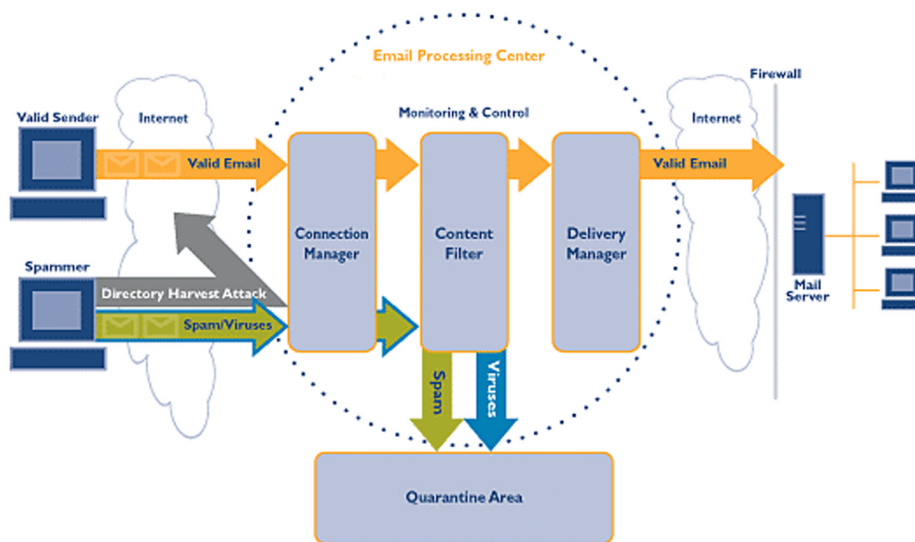 Email Processing Center
Firewall
Valid Sender
Internet
Monitoring & Control
Internet
Valid Email
Valid Email
Connection
Manager
Content
Filter
Delivery
Manager
Spammer
Directory Harvest Attack
Mail
Server
Spam/Viruses
Spam
Viruses
Quarantine Area